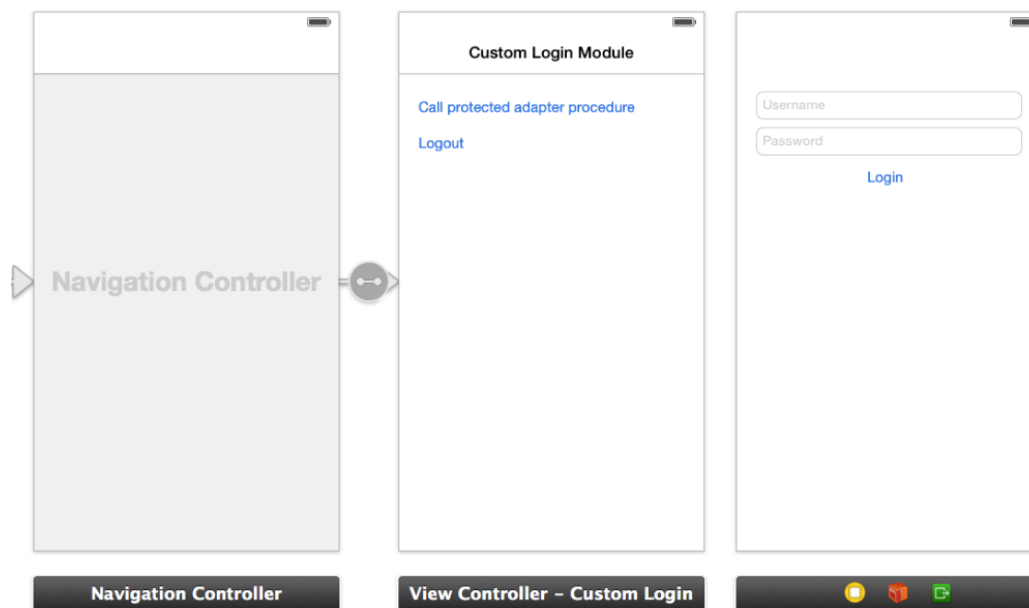 Navigation Controller
Navigation Controller
Custom Login Module
Call protected adapter procedure
Logout
View Controller – Custom Login
Username
Password
Login